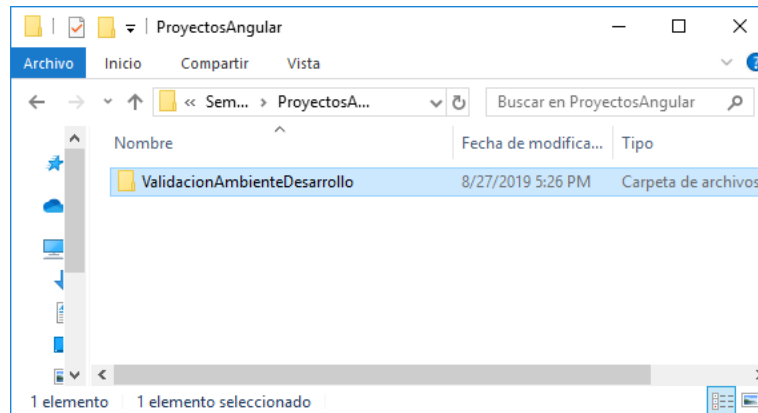 ProyectosAngular
Archivo Inicio Compartir Vista
« Sem... > ProyectosA... Buscar en ProyectosAngular
Nombre Fecha de modifica... Tipo
ValidacionAmbienteDesarrollo 8/27/2019 5:26 PM Carpeta de archivos
1 elemento 1 elemento seleccionado